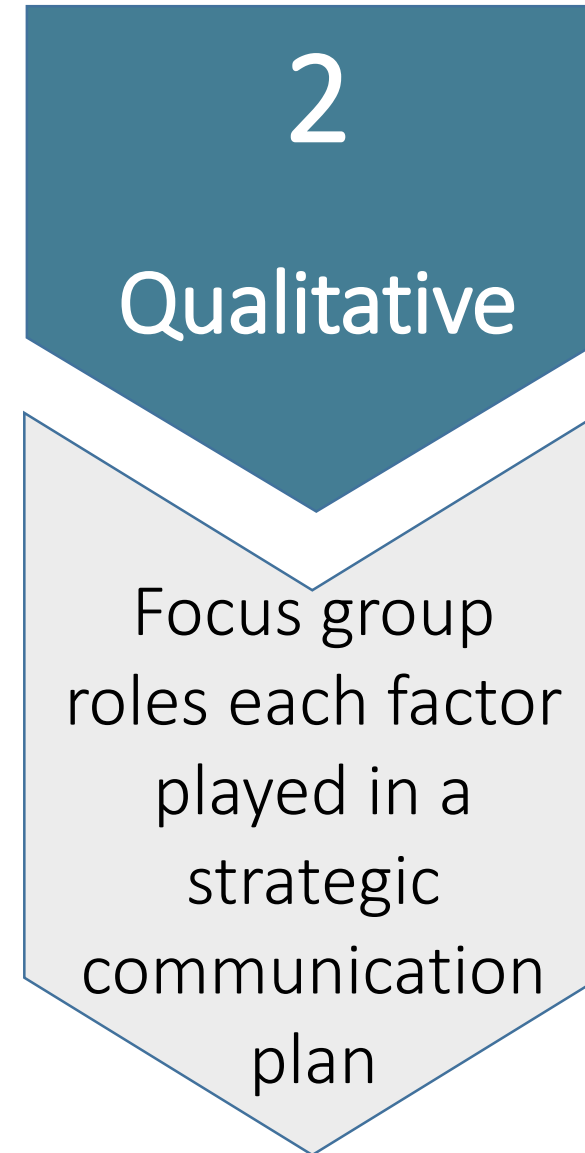 2
Qualitative
Focus group
roles each factor
played in a
strategic
communication
plan